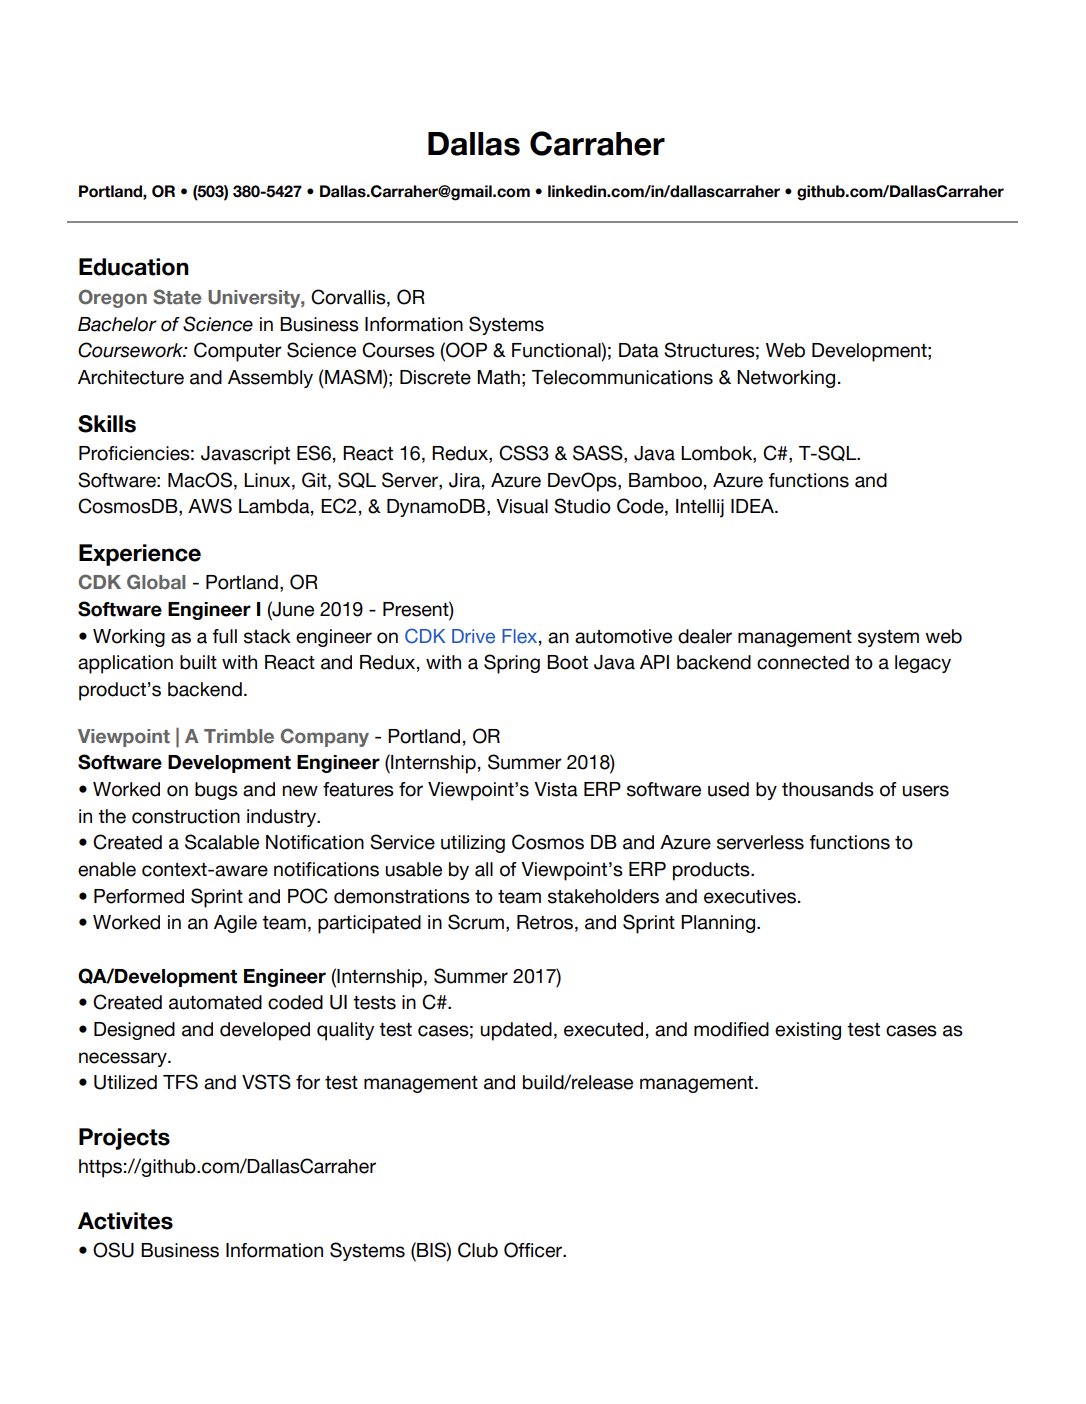 Dallas Carraher
Portland, OR • (503) 380-5427 • Dallas.Carraher@gmail.com • linkedin.com/in/dallascarraher • github.com/DallasCarraher
Education
Oregon State University, Corvallis, OR
Bachelor of Science in Business Information Systems
Coursework: Computer Science Courses (OOP & Functional); Data Structures; Web Development;
Architecture and Assembly (MASM); Discrete Math; Telecommunications & Networking.
Skills
Proficiencies: Javascript ES6, React 16, Redux, CSS3 & SASS, Java Lombok, C#, T-SQL.
Software: MacOS, Linux, Git, SQL Server, Jira, Azure DevOps, Bamboo, Azure functions and
CosmosDB, AWS Lambda, EC2, & DynamoDB, Visual Studio Code, Intellij IDEA.
Experience
CDK Global - Portland, OR
Software Engineer I (June 2019 - Present)
• Working as a full stack engineer on CDK Drive Flex, an automotive dealer management system web
application built with React and Redux, with a Spring Boot Java API backend connected to a legacy
product’s backend.
Viewpoint | A Trimble Company - Portland, OR
Software Development Engineer (Internship, Summer 2018)
• Worked on bugs and new features for Viewpoint’s Vista ERP software used by thousands of users
in the construction industry.
• Created a Scalable Notification Service utilizing Cosmos DB and Azure serverless functions to
enable context-aware notifications usable by all of Viewpoint’s ERP products.
• Performed Sprint and POC demonstrations to team stakeholders and executives.
• Worked in an Agile team, participated in Scrum, Retros, and Sprint Planning.
QA/Development Engineer (Internship, Summer 2017)
• Created automated coded UI tests in C#.
• Designed and developed quality test cases; updated, executed, and modified existing test cases as
necessary.
• Utilized TFS and VSTS for test management and build/release management.
Projects
https://github.com/DallasCarraher
Activites
• OSU Business Information Systems (BIS) Club Officer.